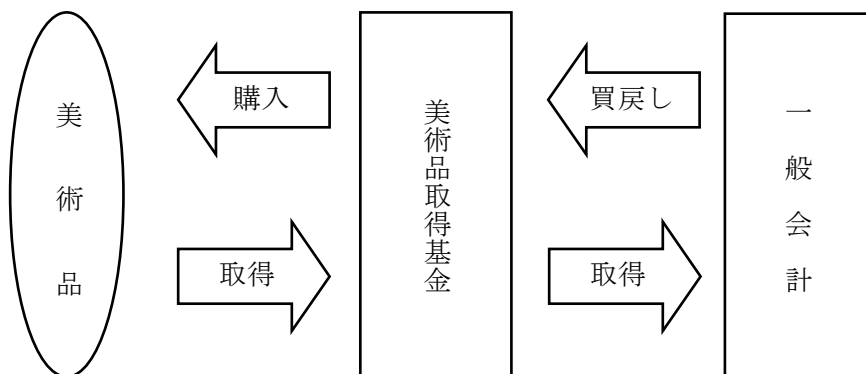 美術品
購入
取得
美術品取得基金
買戻し
取得
一般会計